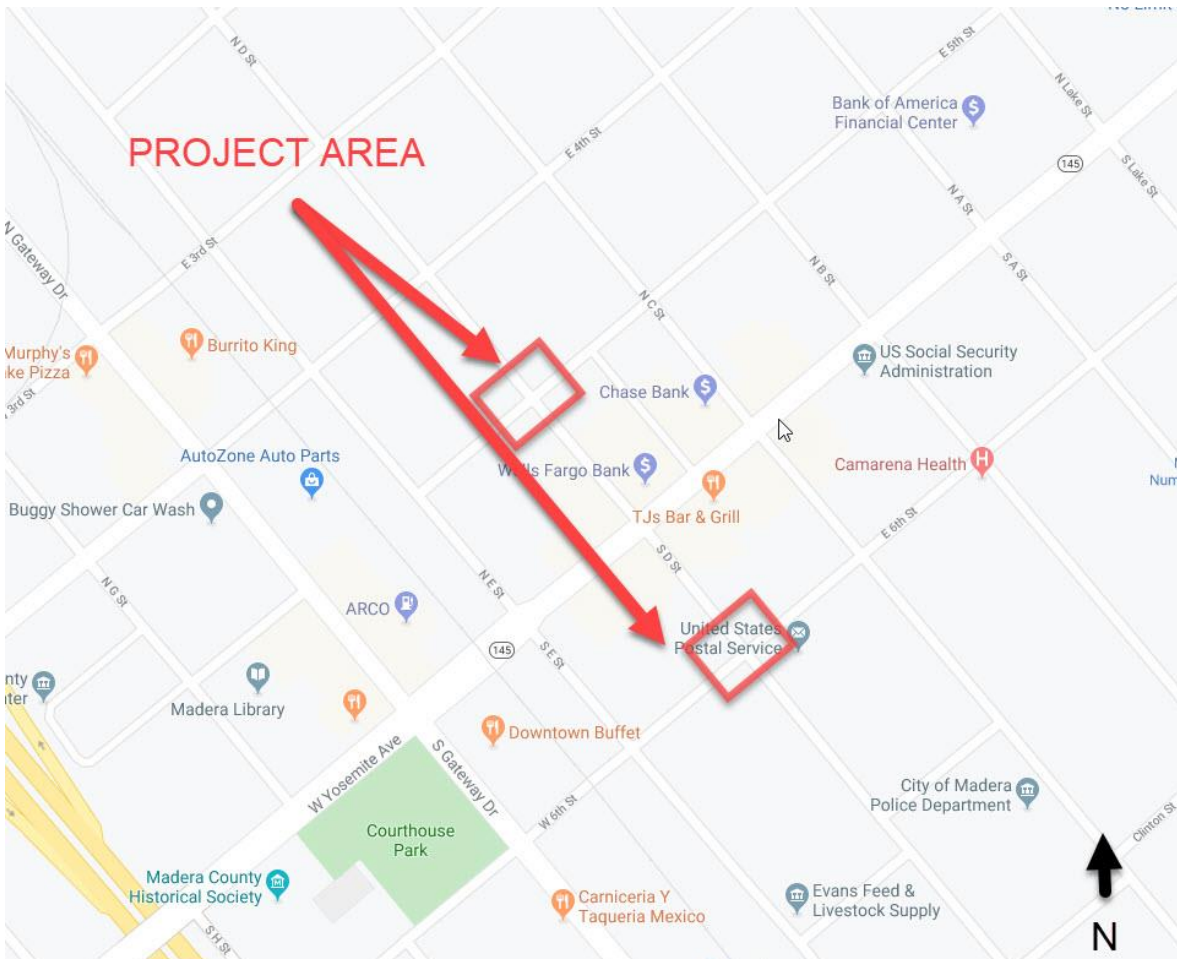 N D St
E 5th St
N Lake St
Bank of America
Financial Center
PROJECT AREA
E 4th St
145
S Lake St
N A St
N Gateway Dr
E 3rd St
S A St
N B St
N C St
Burrito King
Murphy's
Pizza
3rd St
US Social Security
Administration
Chase Bank
AutoZone Auto Parts
Wells Fargo Bank
Camarena Health
H
Buggy Shower Car Wash
TJs Bar & Grill
E 6th St
S D St
N G St
N E St
ARCO
United States
Postal Service
145
S E St
Madera Library
Downtown Buffet
W Yosemite Ave
S Gateway Dr
City of Madera
Police Department
W 6th St
Clinton St
Courthouse
Park
Madera County
Historical Society
Carniceria Y
Taqueria Mexico
Evans Feed &
Livestock Supply
S H St
N